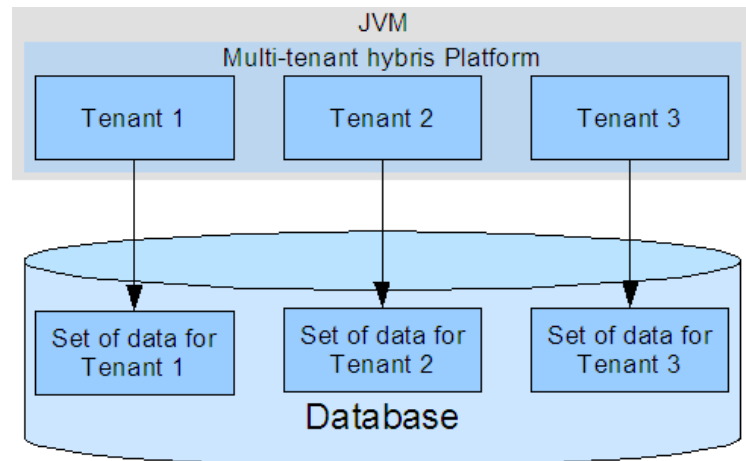 JVM
Multi-tenant hybris Platform
Tenant 1
Tenant 2
Tenant 3
Set of data for
Tenant 1
Set of data for
Tenant 2
Set of data for
Tenant 3
Database